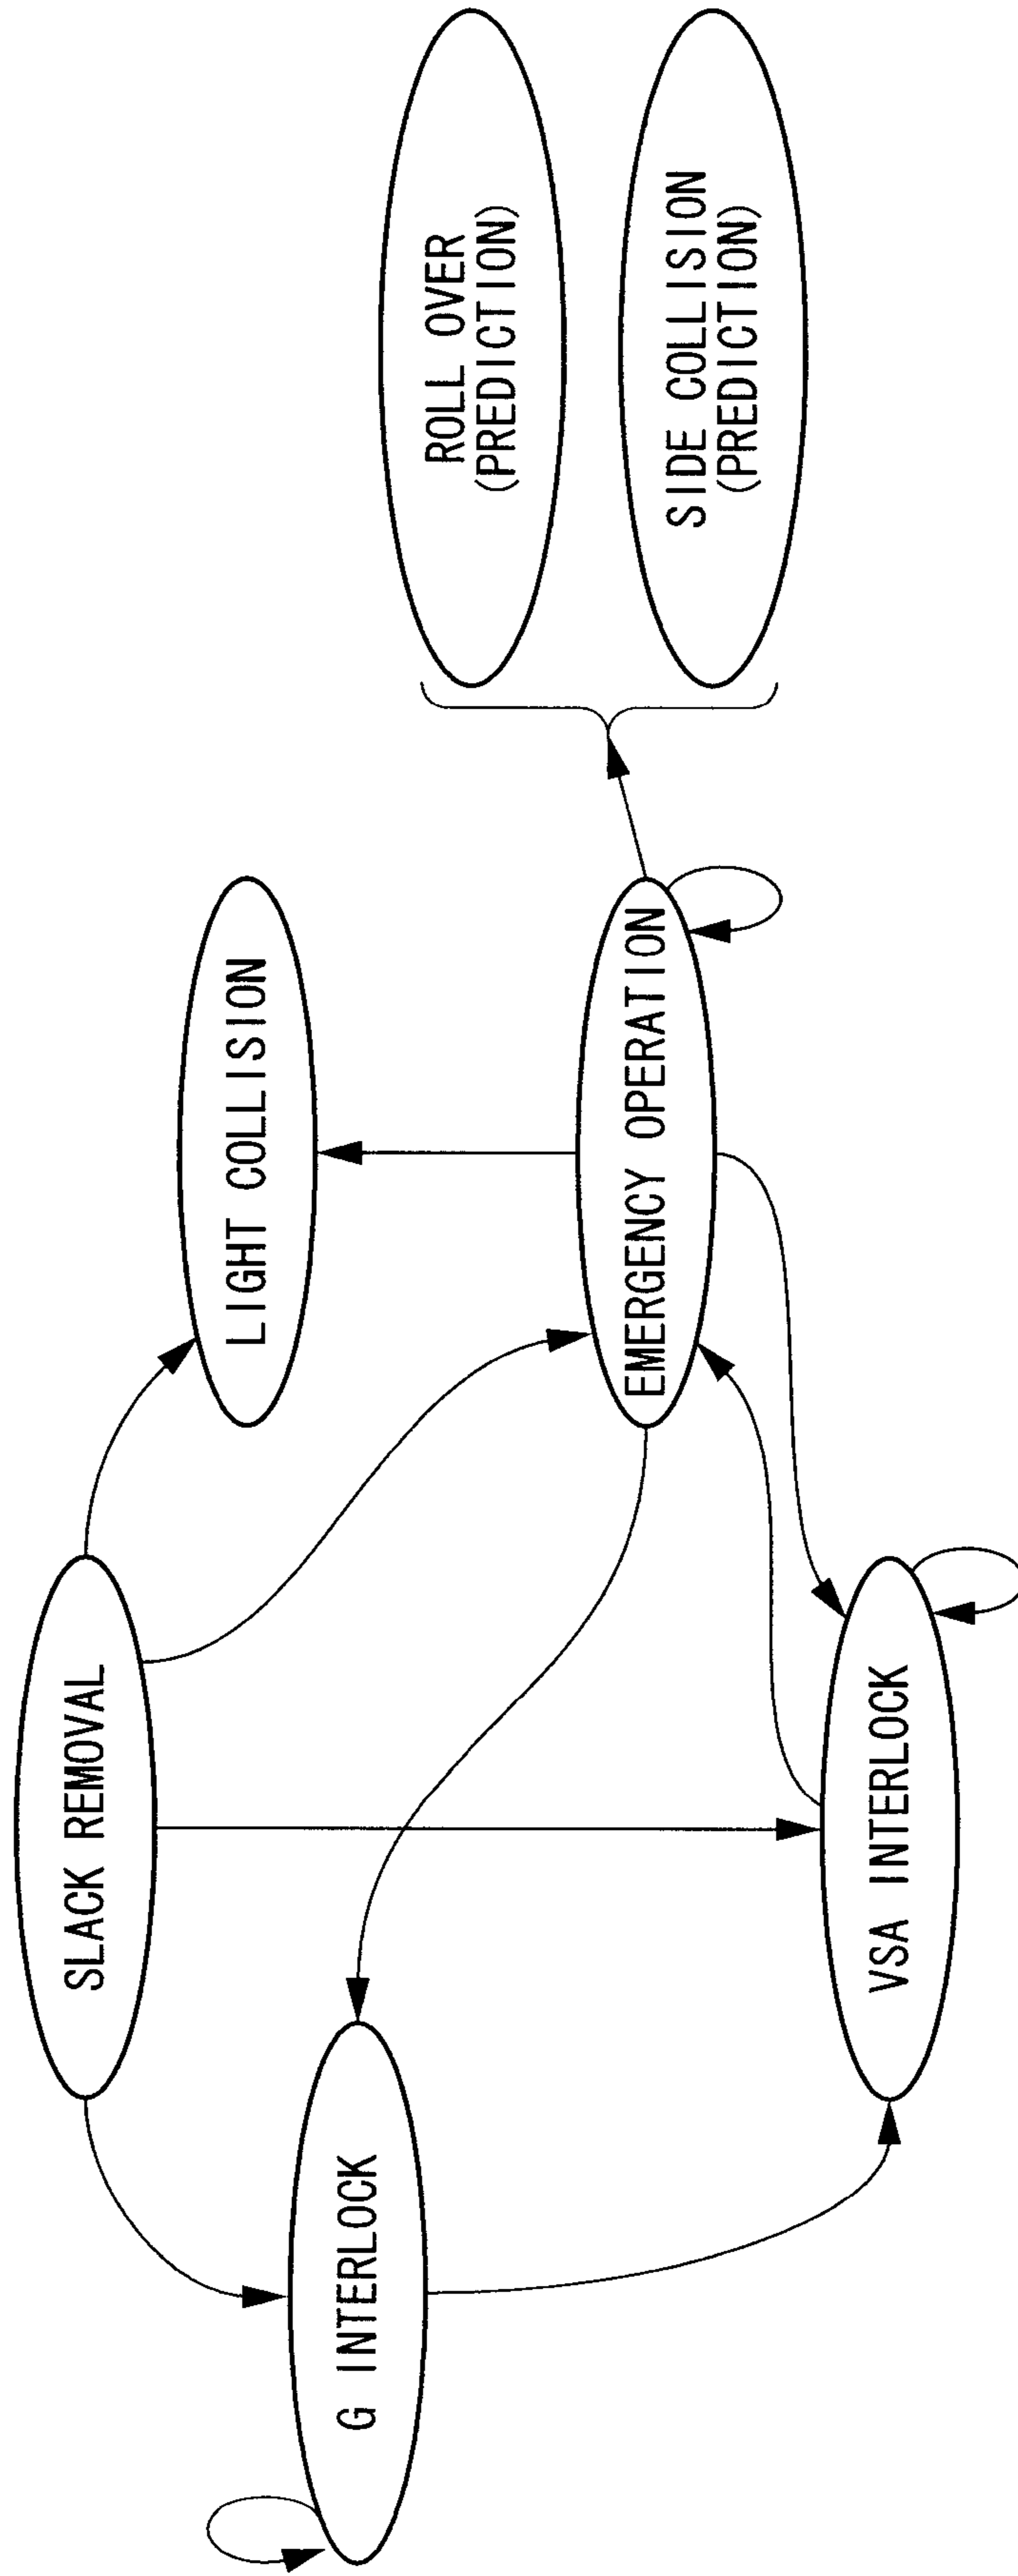 SLACK REMOVAL
LIGHT COLLISION
G INTERLOCK
ROLL OVER
(PREDICTION)
EMERGENCY OPERATION
SIDE COLLISION
(PREDICTION)
VSA INTERLOCK